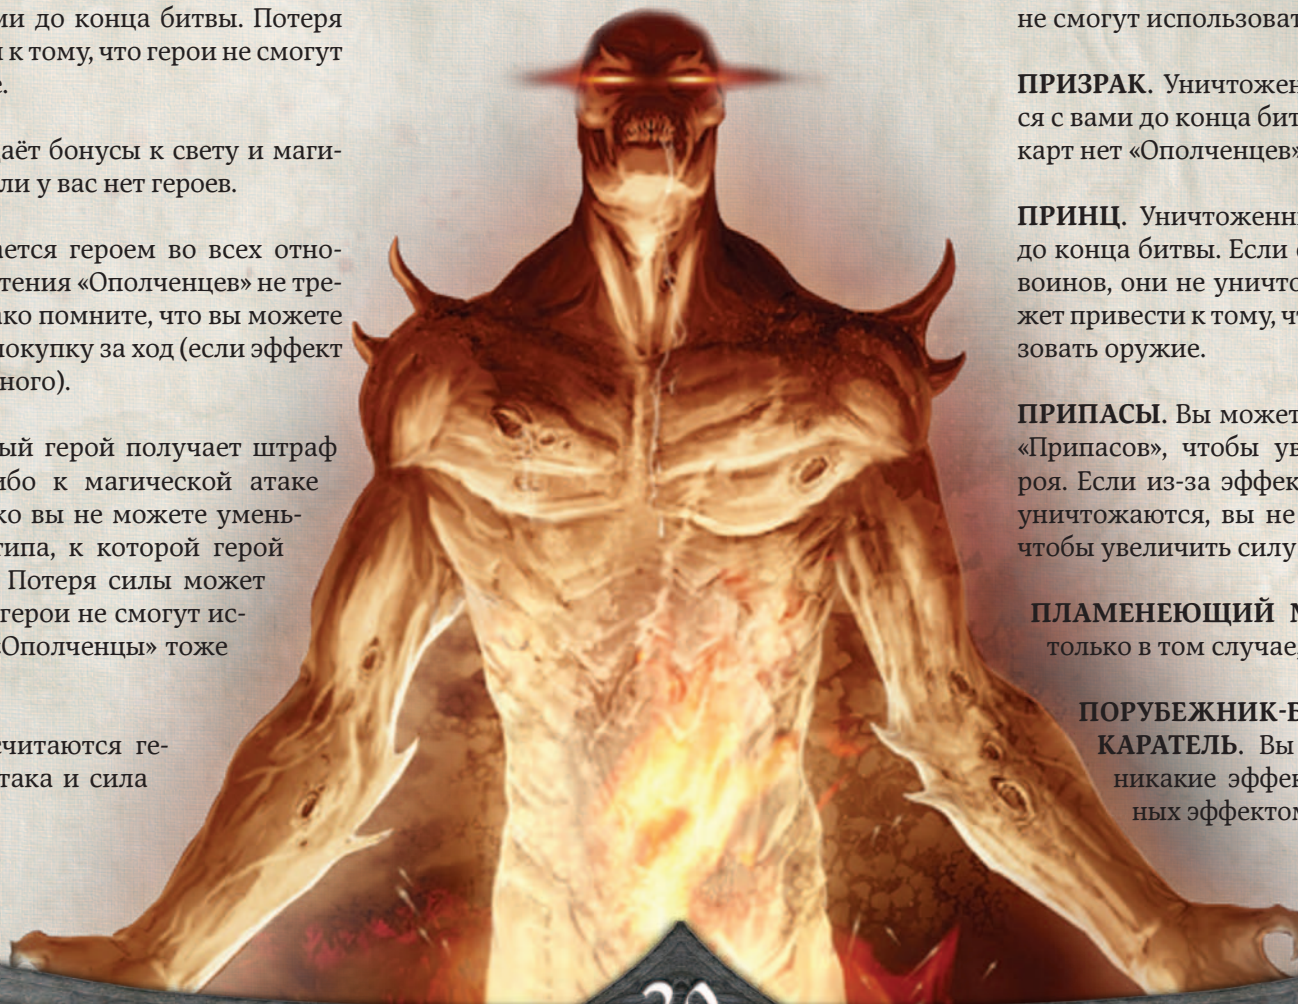 ми до конца битвы. Потеря
к тому, что герои не смогут
е.
аёт бонусы к свету и маги-
ли у вас нет героев.
ается героем во всех отно-
тения «Ополченцев» не тре-
ако помните, что вы можете
покупку за ход (если эффект
ного).
ый герой получает штраф
ибо к магической атаке
ко вы не можете умень-
типа, к которой герой
Потеря силы может
герои не смогут ис-
«Ополченцы» тоже
считаются ге-
така и сила
не смогут использоват
ПРИЗРАК. Уничтожен
ся с вами до конца бит
карт нет «Ополченцев»
ПРИНЦ. Уничтоженн
до конца битвы. Если
воинов, они не уничто
жет привести к тому, чт
зовать оружие.
ПРИПАСЫ. Вы может
«Припасов», чтобы ув
роя. Если из-за эффек
уничтожаются, вы не
чтобы увеличить силу
ПЛАМЕНЕЮЩИЙ М
только в том случае,
ПОРУБЕЖНИК-Б
КАРАТЕЛЬ. Вы
никакие эффек
ных эффектом